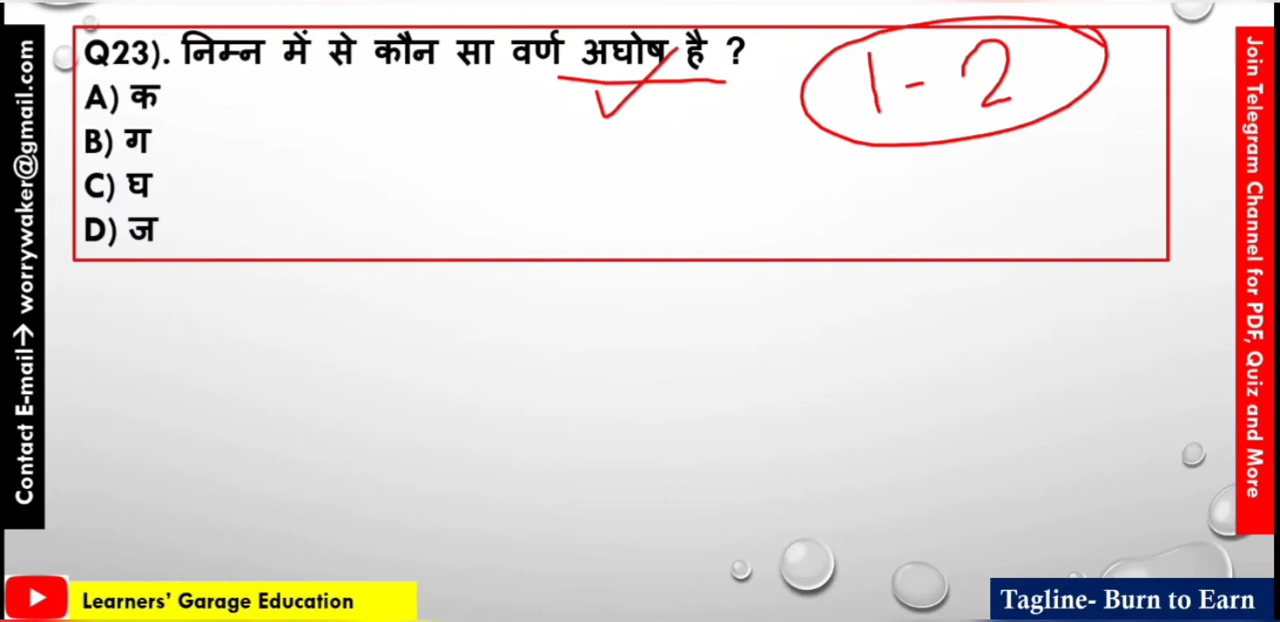 Q23). निम्न में से कौन सा वर्ण अघोष है ?
1 - 2
A) क
B) ग
C) घ
D) ज
Contact E-mail→ worrywaker@gmail.com
Join Telegram Channel for PDF, Quiz and More
Learners’ Garage Education
Tagline- Burn to Earn